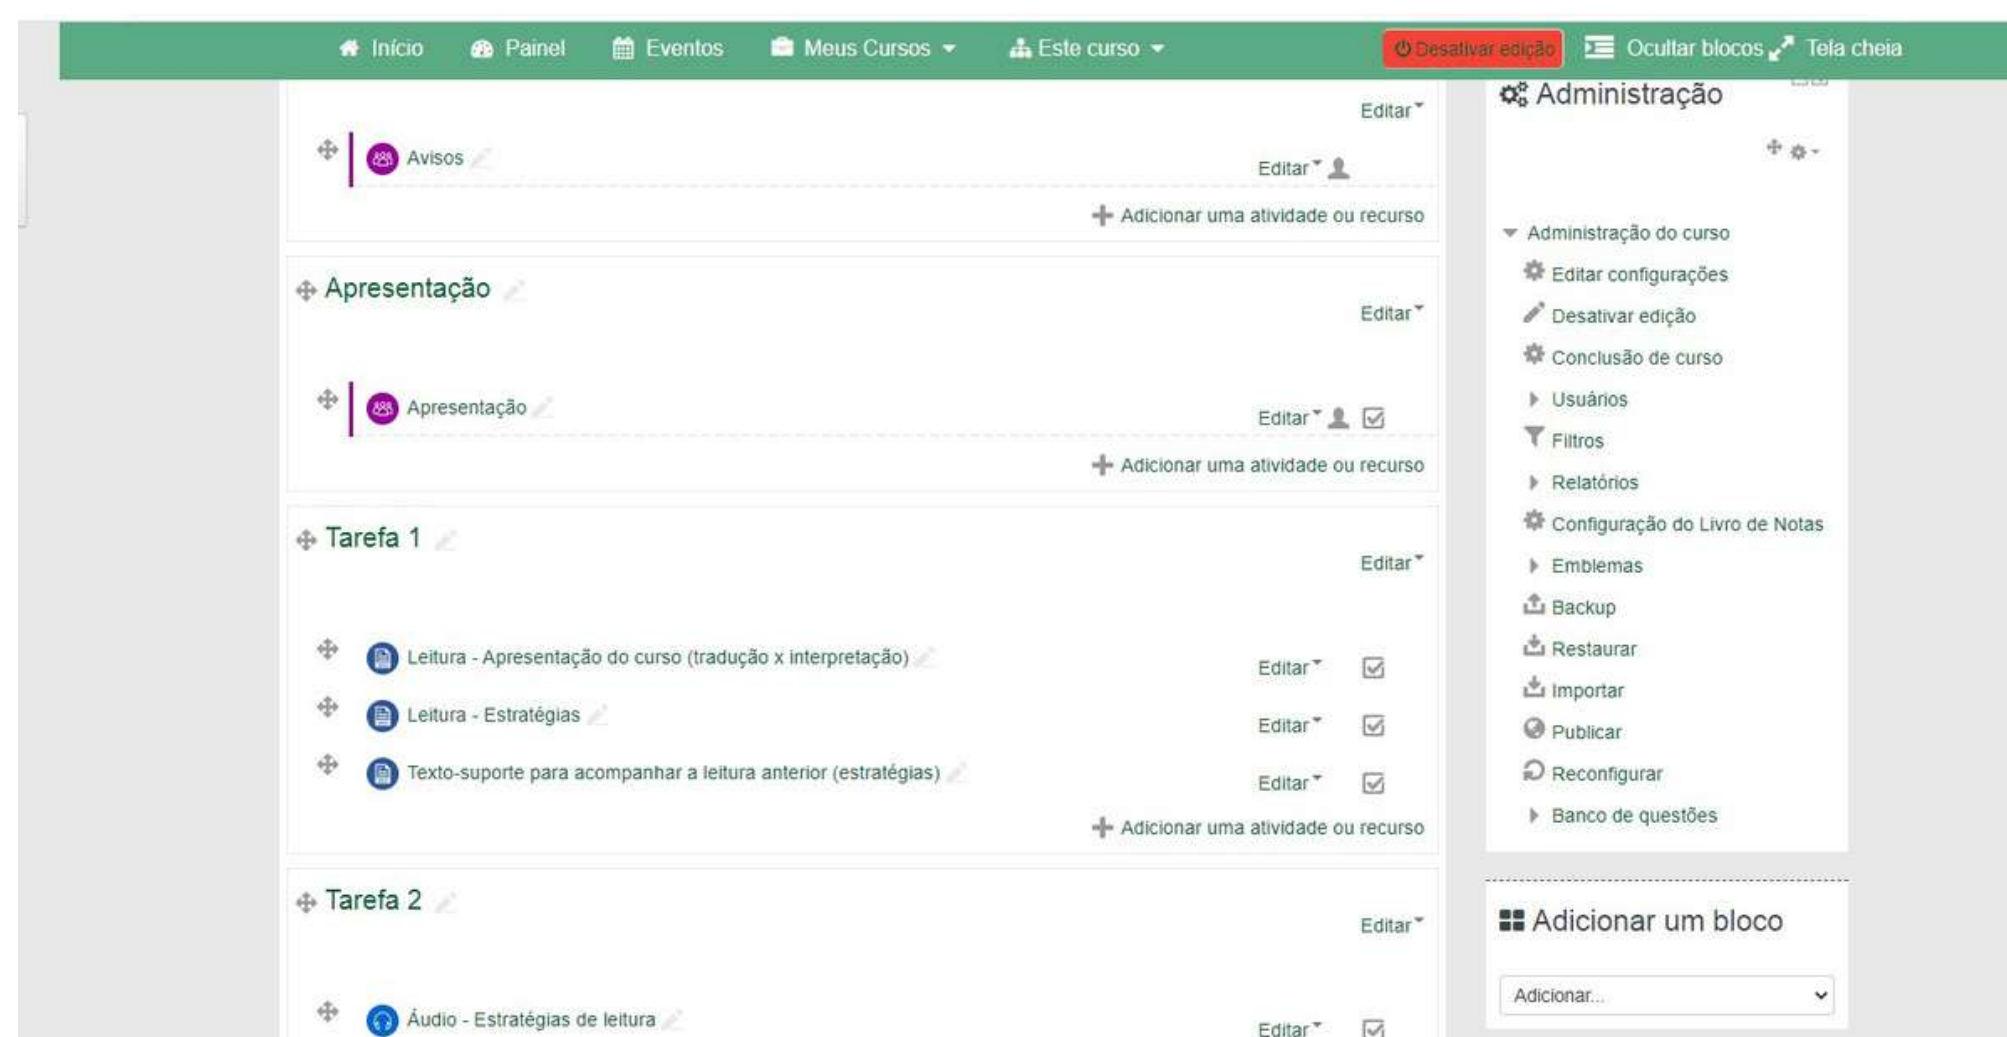 Início Painel Eventos Meus Cursos Este curso Desativar edição Ocultar blocos Tela cheia
Editar
Avisos
Editar
Adicionar uma atividade ou recurso
Apresentação
Editar
Apresentação
Editar
Adicionar uma atividade ou recurso
Tarefa 1
Editar
Leitura - Apresentação do curso (tradução x interpretação)
Editar
Leitura - Estratégias
Editar
Texto-suporte para acompanhar a leitura anterior (estratégias)
Editar
Adicionar uma atividade ou recurso
Tarefa 2
Editar
Áudio - Estratégias de leitura
Editar
Administração
Administração do curso
Editar configurações
Desativar edição
Conclusão de curso
Usuários
Filtros
Relatórios
Configuração do Livro de Notas
Emblemas
Backup
Restaurar
Importar
Publicar
Reconfigurar
Banco de questões
Adicionar um bloco
Adicionar...